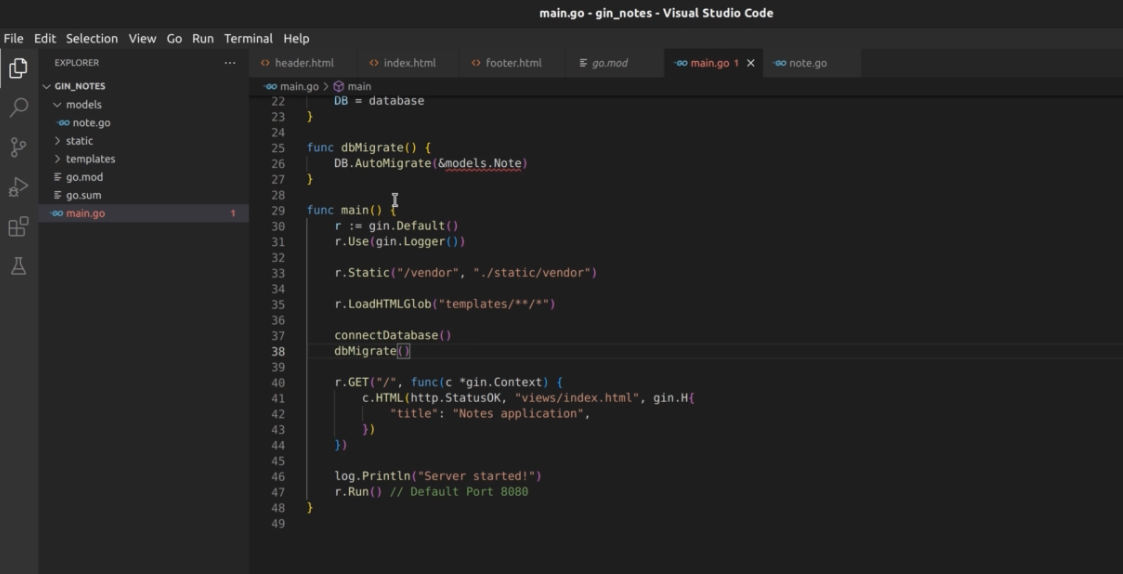 main.go - gin_notes - Visual Studio Code
File Edit Selection View Go Run Terminal Help
EXPLORER ...
header.html index.html footer.html go.mod main.go 1 note.go
GIN_NOTES
models
note.go
static
templates
go.mod
go.sum
main.go 1
main.go > main
22 DB = database
23 }
24
25 func dbMigrate() {
26 DB.AutoMigrate(&models.Note)
27 }
28
29 func main() {
30 r := gin.Default()
31 r.Use(gin.Logger())
32
33 r.Static("/vendor", "./static/vendor")
34
35 r.LoadHTMLGlob("templates/**/*")
36
37 connectDatabase()
38 dbMigrate()
39
40 r.GET("/", func(c *gin.Context) {
41 c.HTML(http.StatusOK, "views/index.html", gin.H{
42 "title": "Notes application",
43 })
44 })
45
46 log.Println("Server started!")
47 r.Run() // Default Port 8080
48 }
49